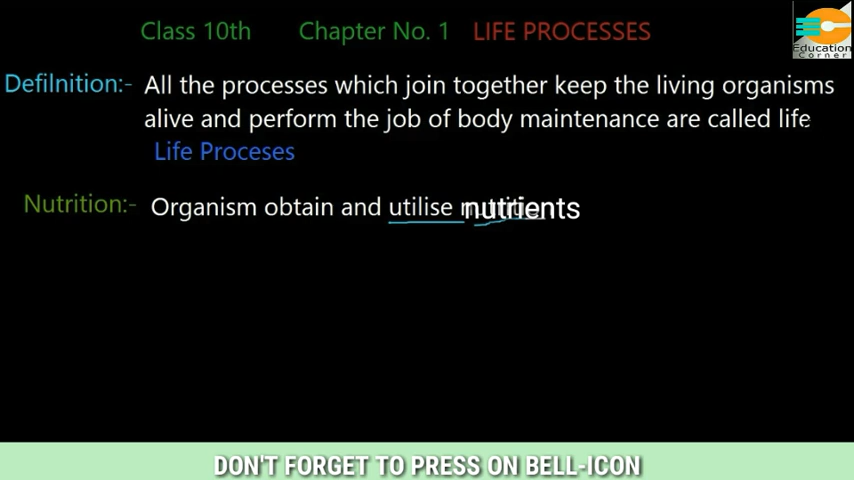 Class 10th Chapter No. 1 LIFE PROCESSES
Education
Corner
Defilnition:- All the processes which join together keep the living organisms
alive and perform the job of body maintenance are called life
Life Proceses
Nutrition:- Organism obtain and utilise nutrients
DON'T FORGET TO PRESS ON BELL-ICON